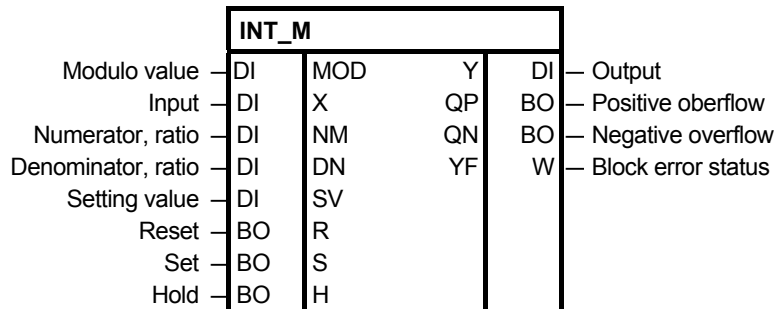 INT_M
Modulo value DI MOD Y DI Output
Input DI X QP BO Positive oberflow
Numerator, ratio DI NM QN BO Negative overflow
Denominator, ratio DI DN YF W Block error status
Setting value DI SV
Reset BO R
Set BO S
Hold BO H